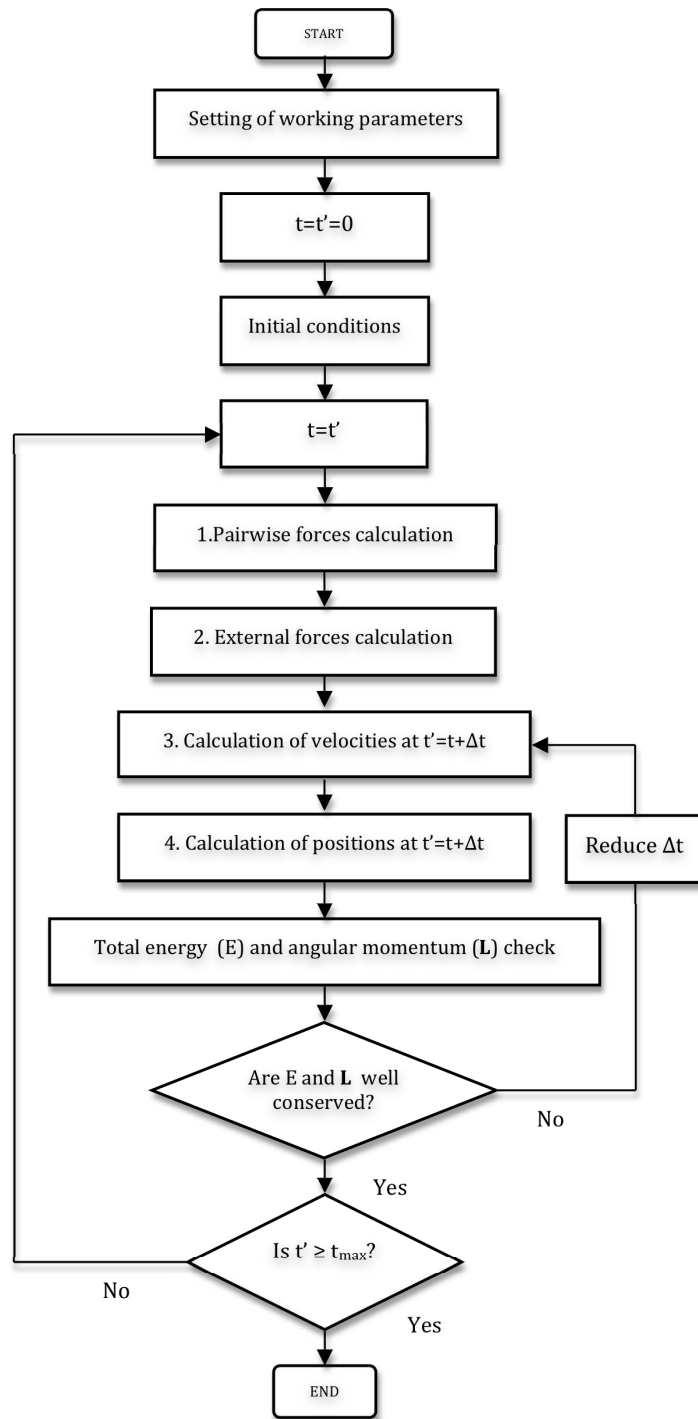 START
Setting of working parameters
t=t’=0
Initial conditions
t=t’
1.Pairwise forces calculation
2. External forces calculation
3. Calculation of velocities at t’=t+Δt
4. Calculation of positions at t’=t+Δt
Reduce Δt
Total energy (E) and angular momentum (L) check
Are E and L well
conserved?
No
Yes
Is t’ ≥ tmax?
No
Yes
END